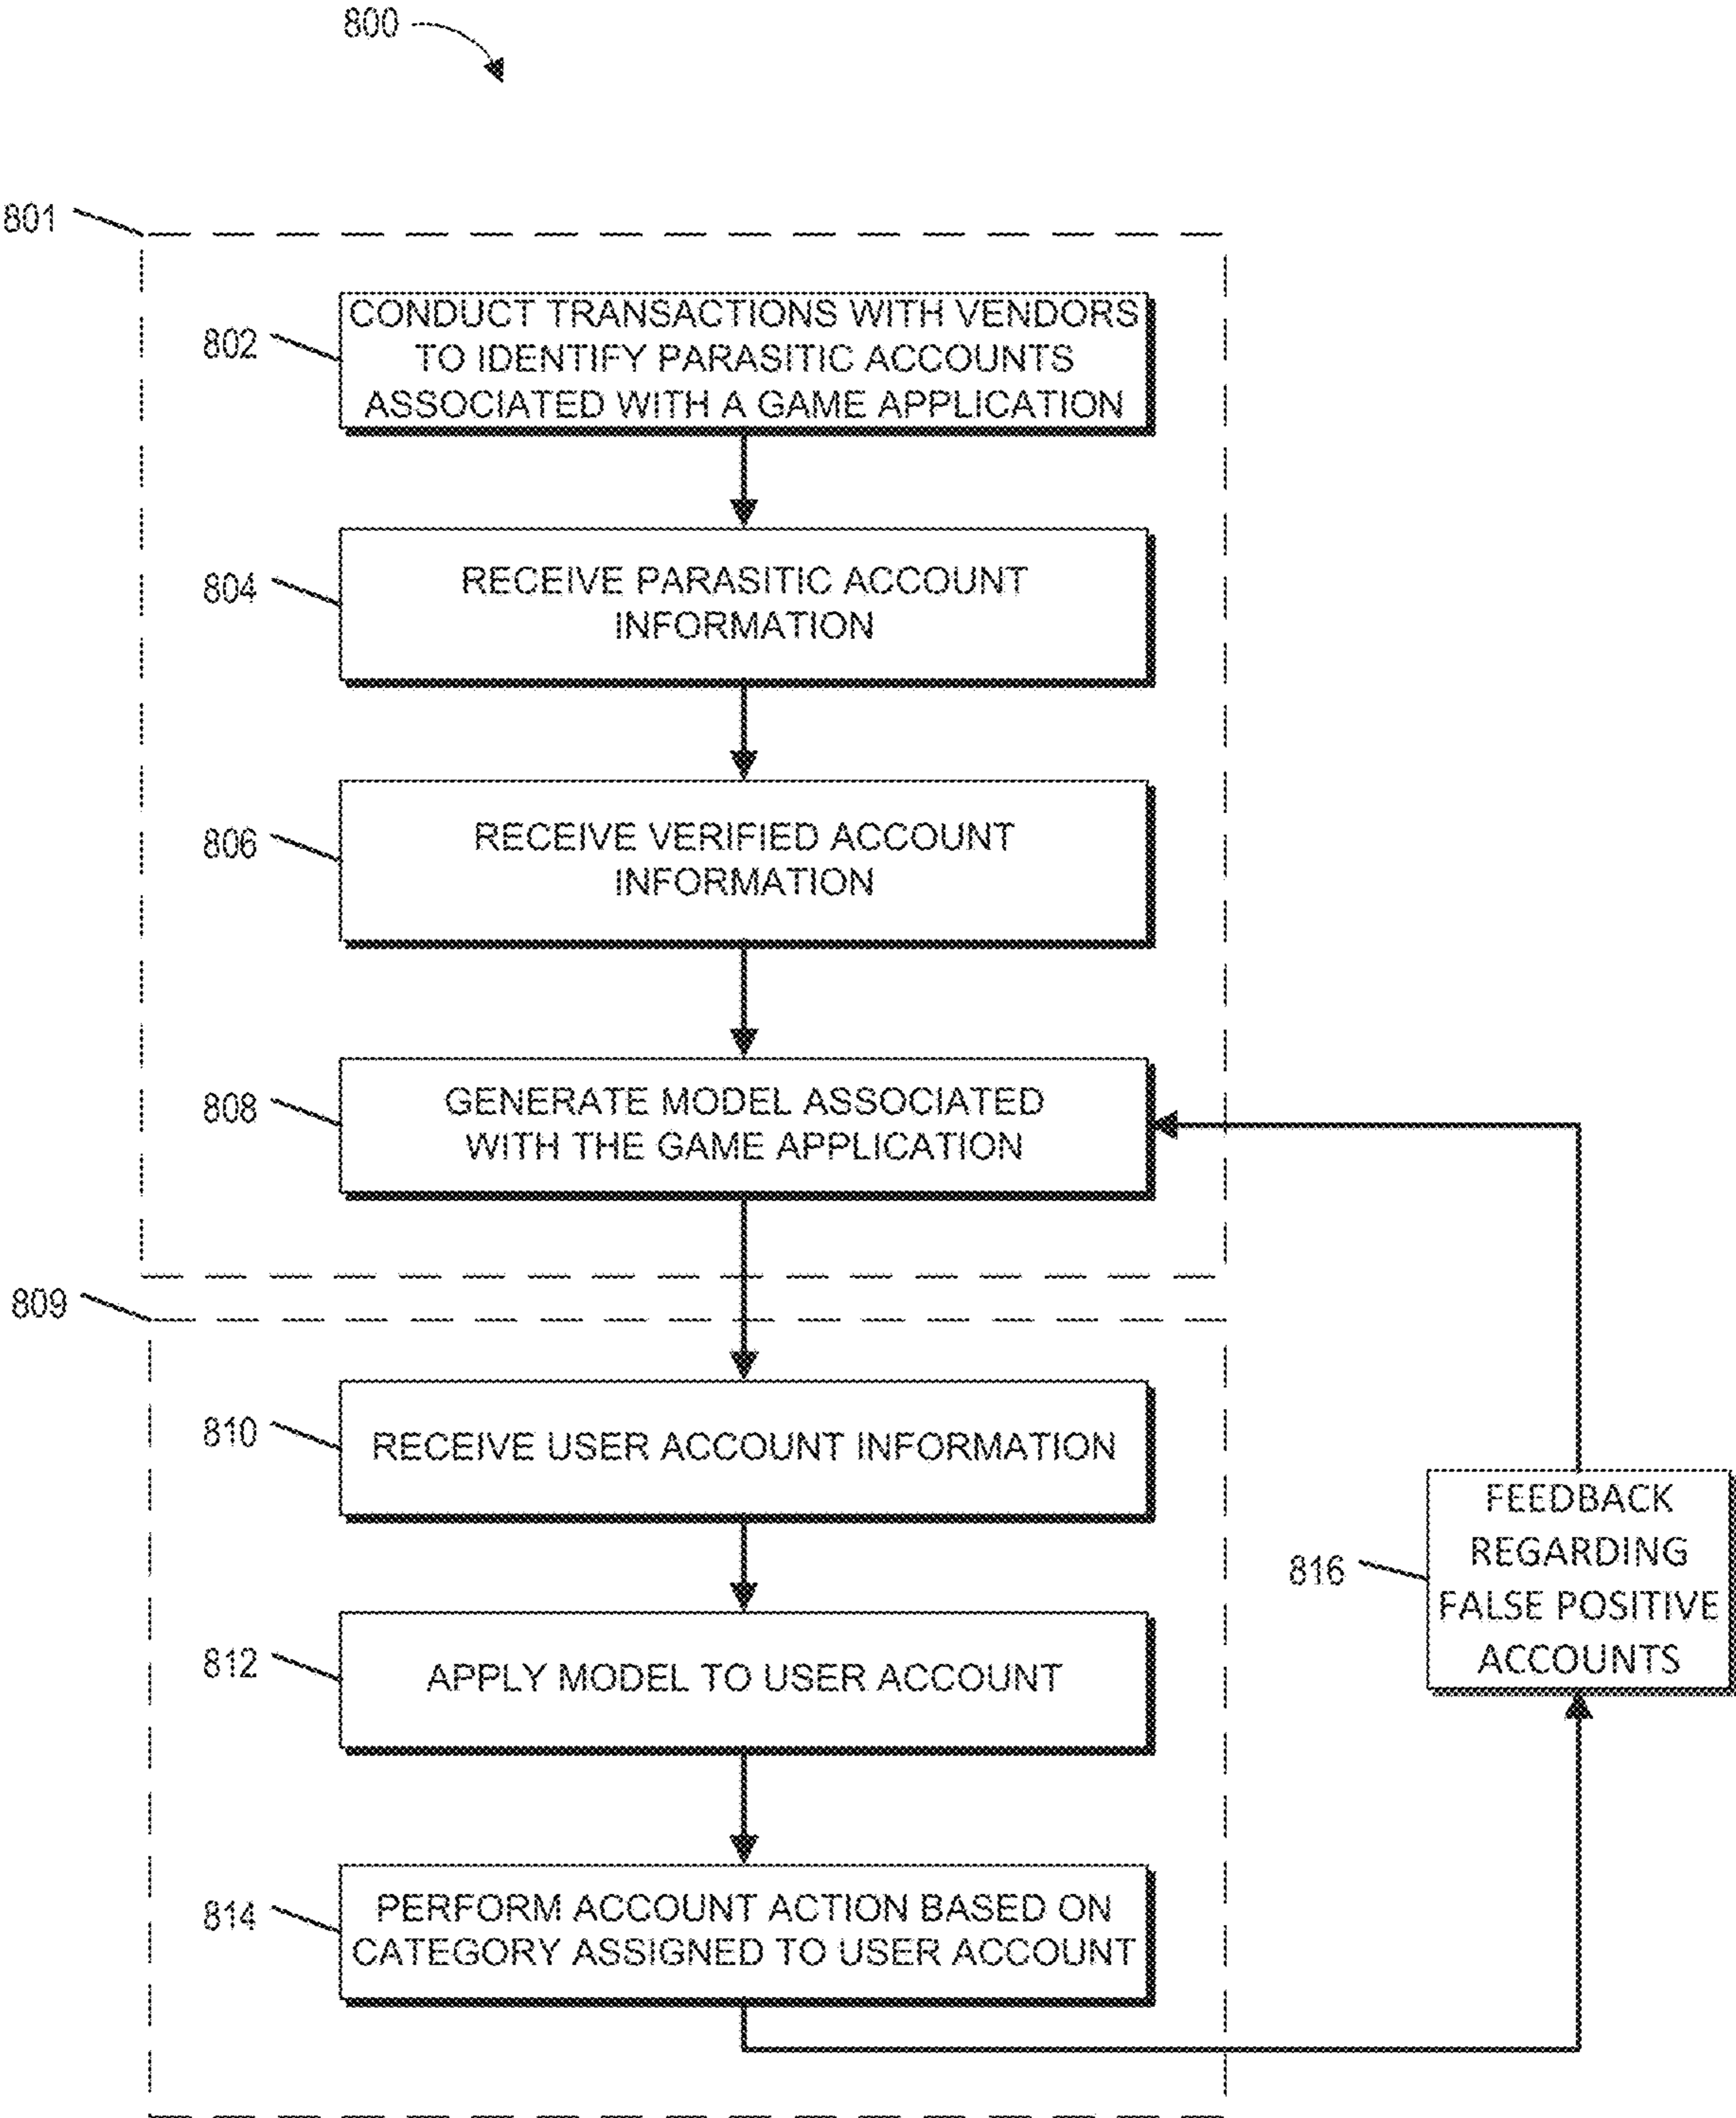 800
801
802
CONDUCT TRANSACTIONS WITH VENDORS
TO IDENTIFY PARASITIC ACCOUNTS
ASSOCIATED WITH A GAME APPLICATION
804
RECEIVE PARASITIC ACCOUNT
INFORMATION
806
RECEIVE VERIFIED ACCOUNT
INFORMATION
808
GENERATE MODEL ASSOCIATED
WITH THE GAME APPLICATION
809
810
RECEIVE USER ACCOUNT INFORMATION
812
APPLY MODEL TO USER ACCOUNT
814
PERFORM ACCOUNT ACTION BASED ON
CATEGORY ASSIGNED TO USER ACCOUNT
816
FEEDBACK
REGARDING
FALSE POSITIVE
ACCOUNTS